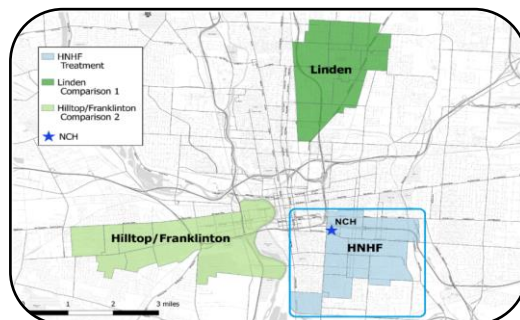 HNHF
Treatment
Linden
Comparison 1
Hilltop/Franklinton
Comparison 2
NCH
Linden
Hilltop/Franklinton
NCH
HNHF
1 2 3 miles